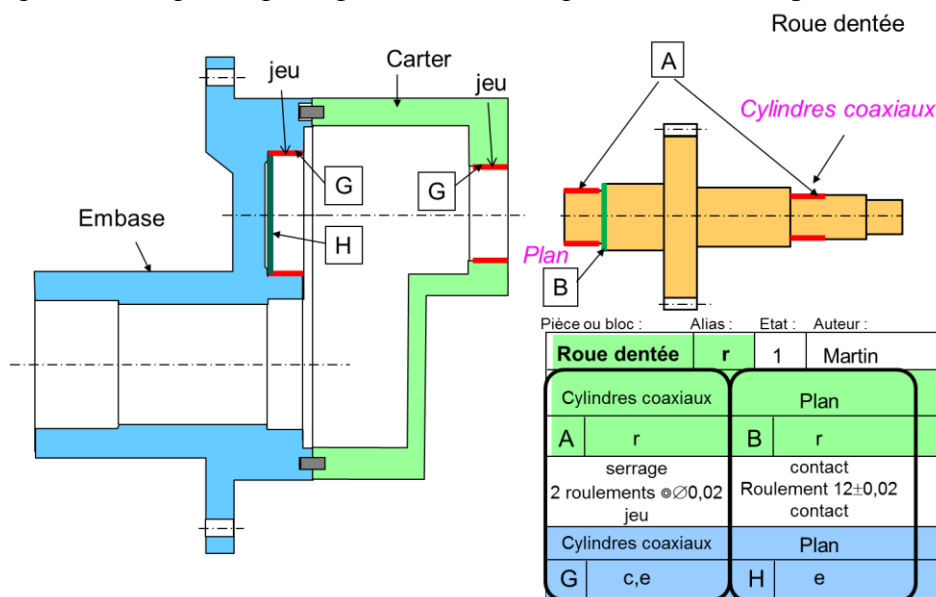 Roue dentée
Carter
jeu
jeu
A
Cylindres coaxiaux
G
G
Embase
H
Plan
B
Pièce ou bloc : Alias : Etat : Auteur :
Roue dentée r 1 Martin
Cylindres coaxiaux Plan
A r B r
serrage contact
2 roulements ⌾∅0,02 Roulement 12±0,02
jeu contact
Cylindres coaxiaux Plan
G c,e H e